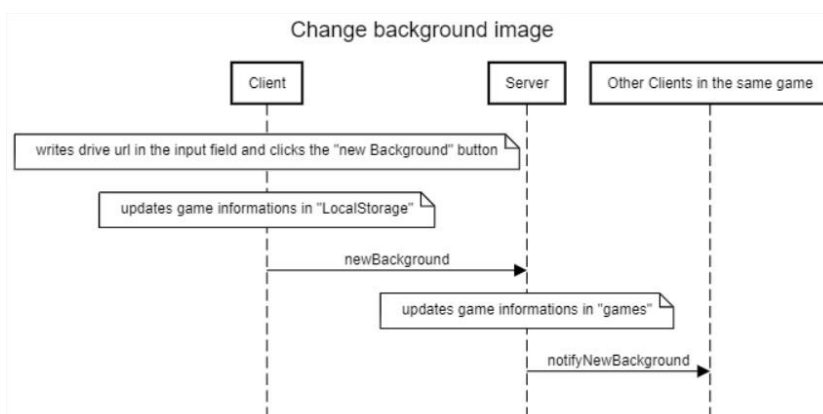 Change background image
Client
Server
Other Clients in the same game
writes drive url in the input field and clicks the "new Background" button
updates game informations in "LocalStorage"
newBackground
updates game informations in "games"
notifyNewBackground